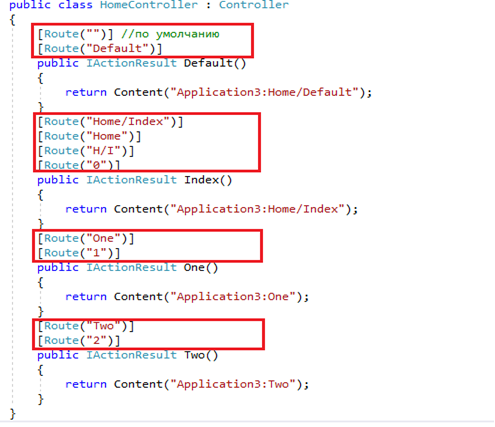 public class HomeController : Controller
{
[Route("")] //по умолчанию
[Route("Default")]
public IActionResult Default()
{
return Content("Application3:Home/Default");
}
[Route("Home/Index")]
[Route("Home")]
[Route("H/I")]
[Route("0")]
public IActionResult Index()
{
return Content("Application3:Home/Index");
}
[Route("One")]
[Route("1")]
public IActionResult One()
{
return Content("Application3:One");
}
[Route("Two")]
[Route("2")]
public IActionResult Two()
{
return Content("Application3:Two");
}
}